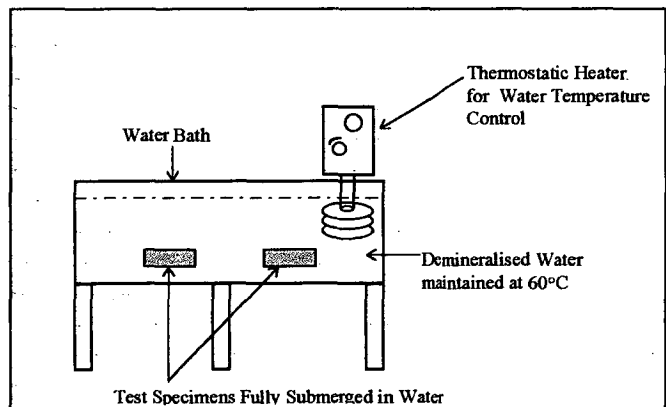 Thermostatic Heater
for Water Temperature
Control
Water Bath
Demineralised Water
maintained at 60°C
Test Specimens Fully Submerged in Water